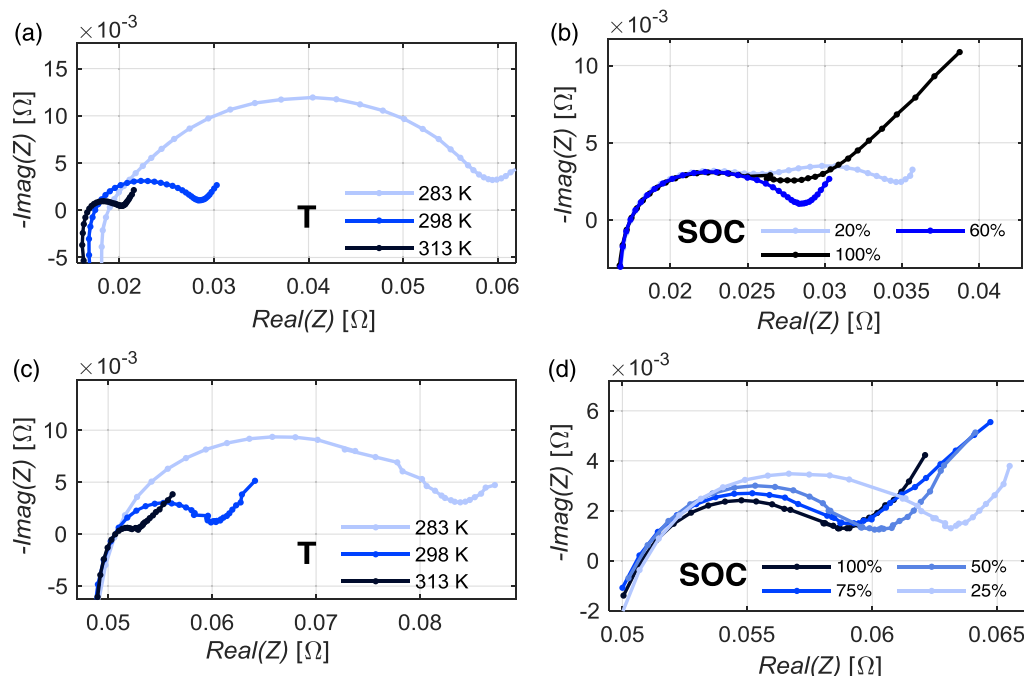 (a)
×10⁻³
15
10
5
0
-5
-Imag(Z) [Ω]
0.02
0.03
0.04
0.05
0.06
Real(Z) [Ω]
T
283 K
298 K
313 K
(b)
×10⁻³
10
5
0
-Imag(Z) [Ω]
0.02
0.025
0.03
0.035
0.04
Real(Z) [Ω]
SOC
20%
60%
100%
(c)
×10⁻³
10
5
0
-5
-Imag(Z) [Ω]
0.05
0.06
0.07
0.08
Real(Z) [Ω]
T
283 K
298 K
313 K
(d)
×10⁻³
6
4
2
0
-2
-Imag(Z) [Ω]
0.05
0.055
0.06
0.065
Real(Z) [Ω]
SOC
100%
50%
75%
25%